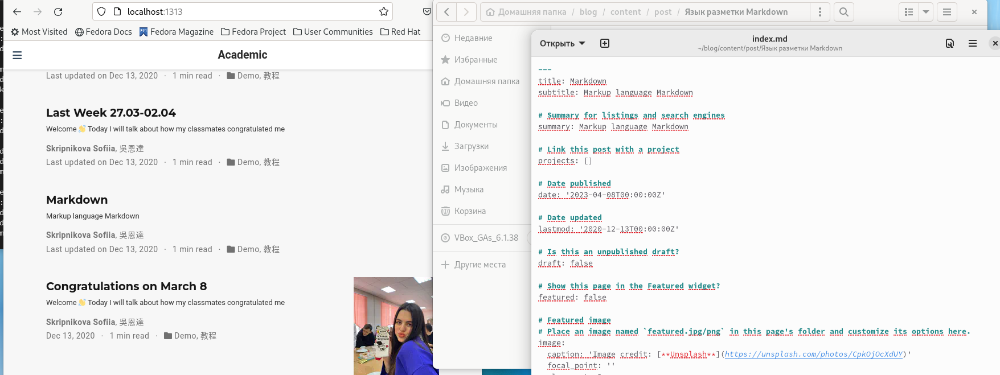 localhost:1313
Most Visited
Fedora Docs
Fedora Magazine
Fedora Project
User Communities
Red Hat
Academic
Last updated on Dec 13, 2020 · 1 min read · Demo, 教程
Last Week 27.03-02.04
Welcome 👋 Today I will talk about how my classmates congratulated me
Skripnikova Sofiia, 吳恩達
Last updated on Dec 13, 2020 · 1 min read · Demo, 教程
Markdown
Markup language Markdown
Skripnikova Sofiia, 吳恩達
Last updated on Dec 13, 2020 · 1 min read · Demo, 教程
Congratulations on March 8
Welcome 👋 Today I will talk about how my classmates congratulated me
Skripnikova Sofiia, 吳恩達
Dec 13, 2020 · 1 min read · Demo, 教程
Домашняя папка / blog / content / post / Язык разметки Markdown
Недавние
Избранные
Домашняя папка
Видео
Документы
Загрузки
Изображения
Музыка
Корзина
VBox_GAs_6.1.38
Другие места
Открыть
index.md
~/blog/content/post/Язык разметки Markdown
---
title: Markdown
subtitle: Markup language Markdown
# Summary for listings and search engines
summary: Markup language Markdown
# Link this post with a project
projects: []
# Date published
date: '2023-04-08T00:00:00Z'
# Date updated
lastmod: '2020-12-13T00:00:00Z'
# Is this an unpublished draft?
draft: false
# Show this page in the Featured widget?
featured: false
# Featured image
# Place an image named `featured.jpg/png` in this page's folder and customize its options here.
image:
caption: 'Image credit: [**Unsplash**](https://unsplash.com/photos/CpkOjOcXdUY)'
focal_point: ''